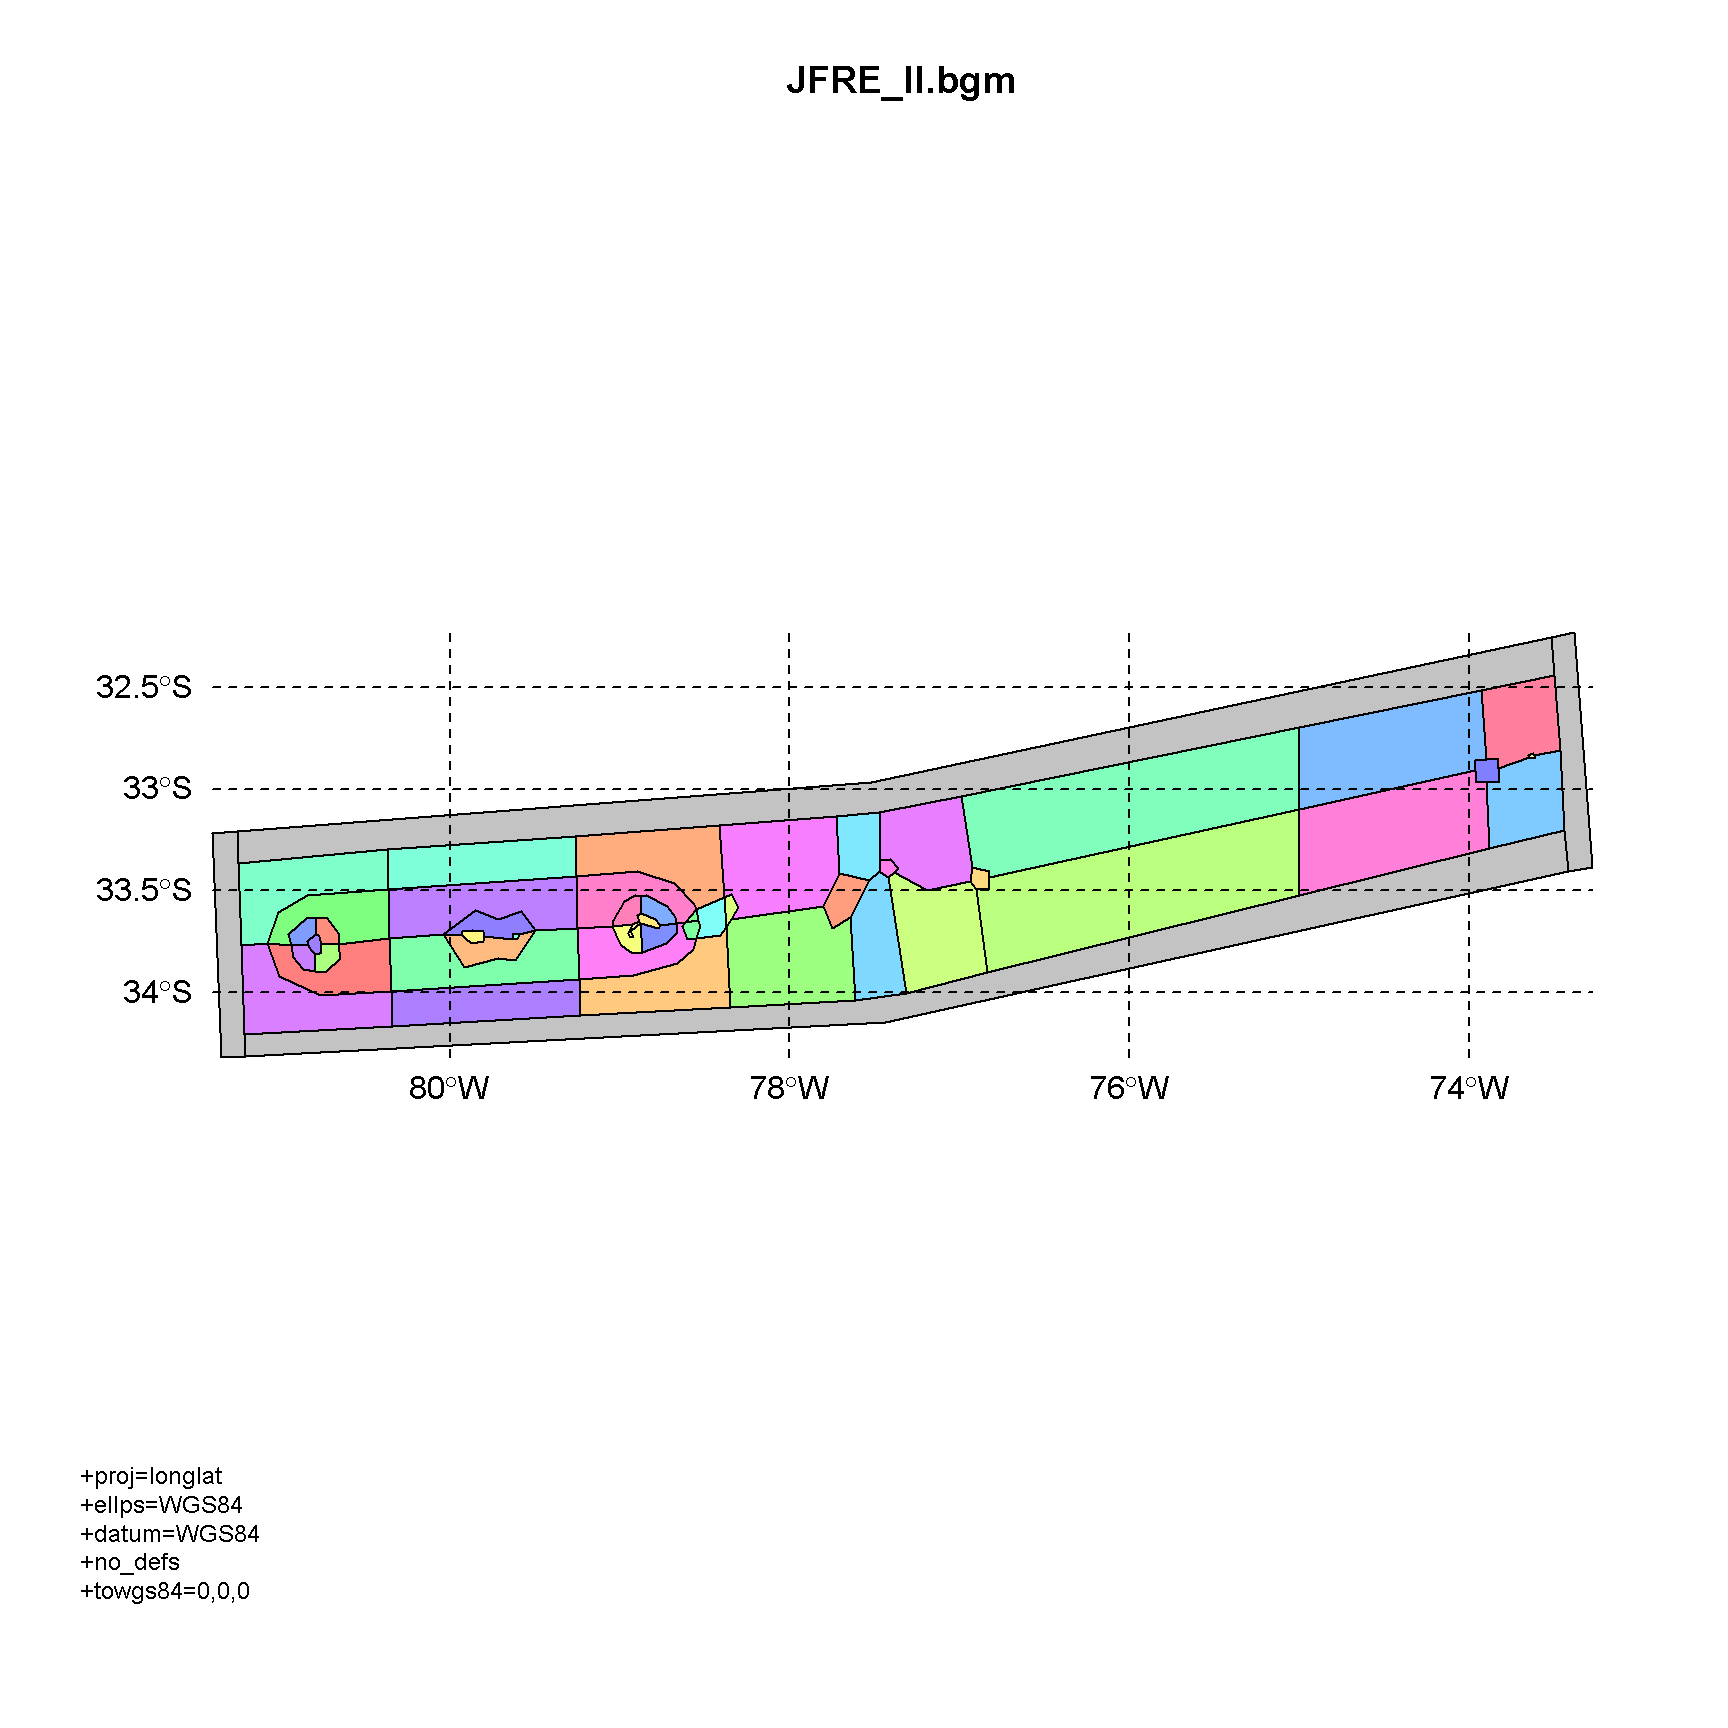 JFRE_II.bgm
32.5°S
33°S
33.5°S
34°S
80°W 78°W 76°W 74°W
+proj=longlat
+ellps=WGS84
+datum=WGS84
+no_defs
+towgs84=0,0,0